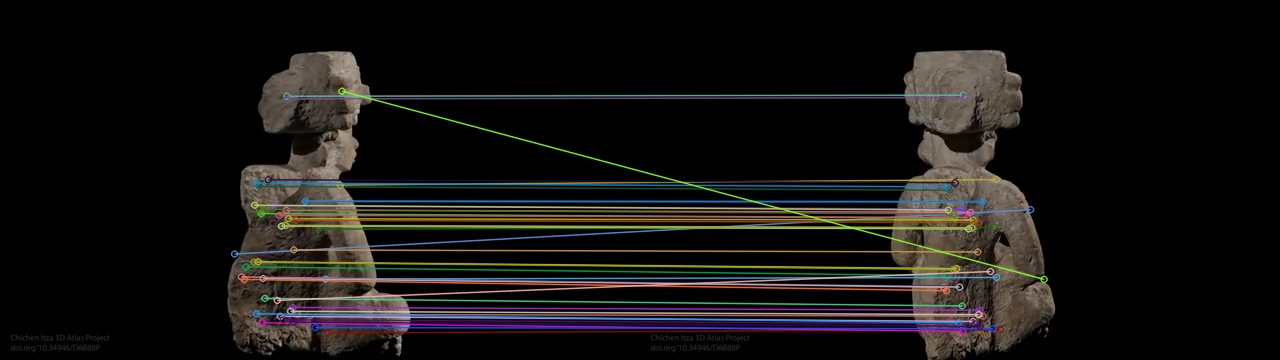 Chichen Itza 3D Atlas Project
doi.org/10.34946/D6B88P
Chichen Itza 3D Atlas Project
doi.org/10.34946/D6B88P